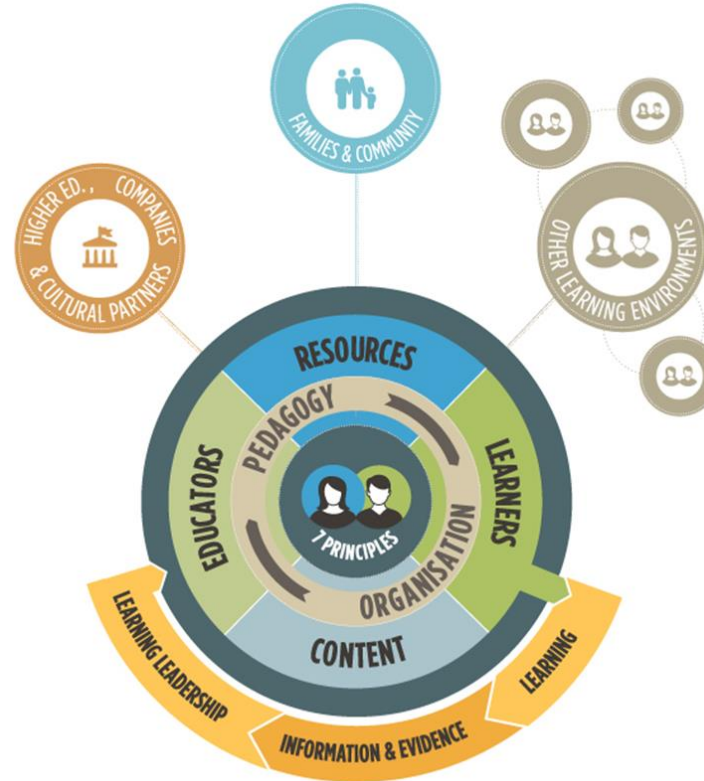 FAMILIES & COMMUNITY
HIGHER ED., COMPANIES
& CULTURAL PARTNERS
OTHER LEARNING ENVIRONMENTS
RESOURCES
PEDAGOGY
EDUCATORS
LEARNERS
7 PRINCIPLES
ORGANISATION
CONTENT
LEARNING LEADERSHIP
INFORMATION & EVIDENCE
LEARNING